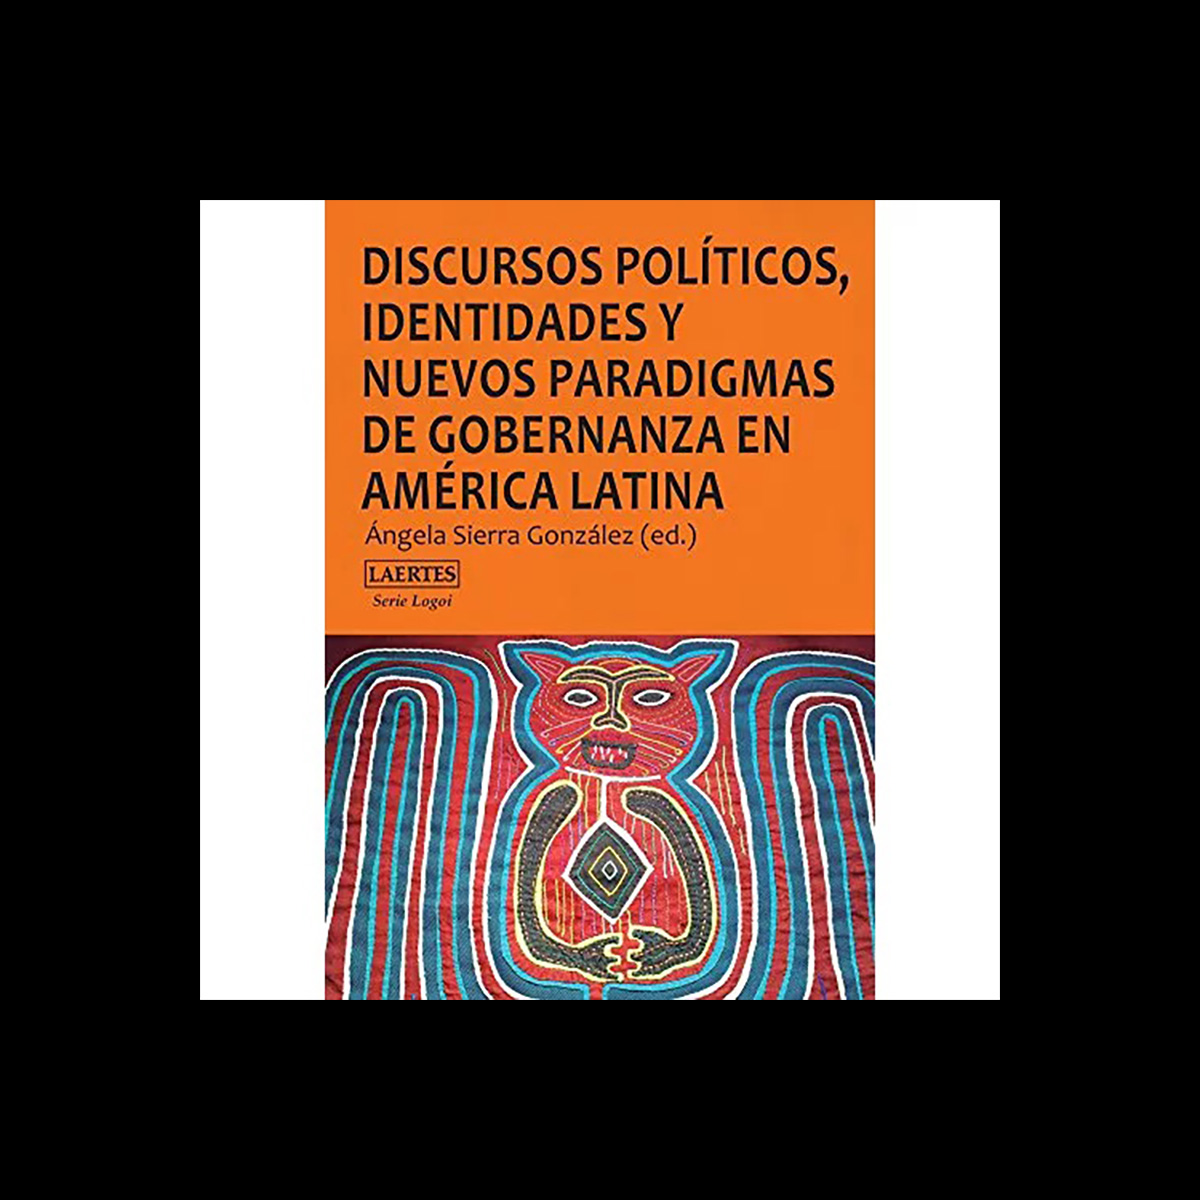 DISCURSOS POLÍTICOS,
IDENTIDADES Y
NUEVOS PARADIGMAS
DE GOBERNANZA EN
AMÉRICA LATINA
Ángela Sierra González (ed.)
LAERTES
Serie Logoi